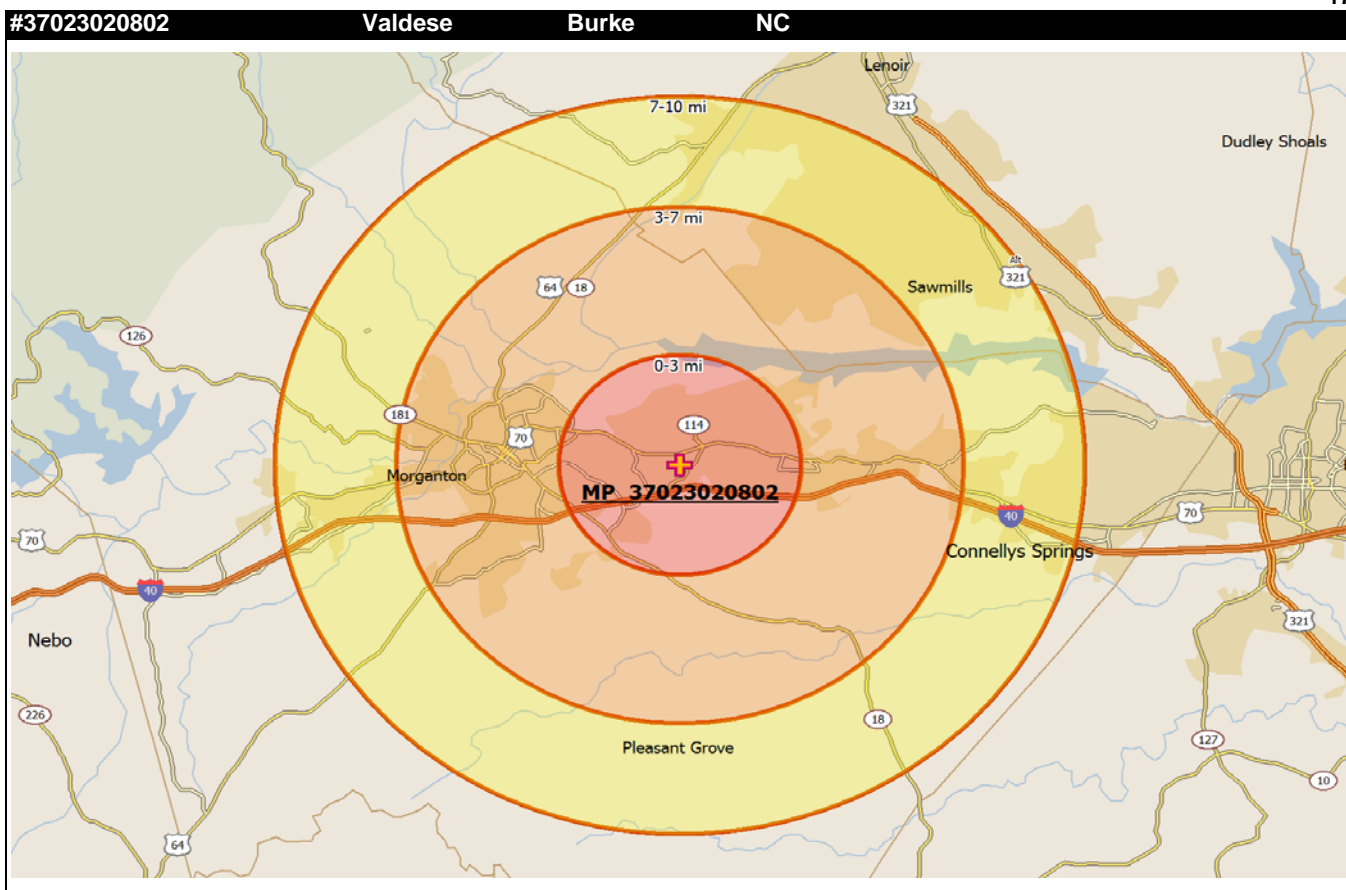 #37023020802 Valdese Burke NC
Lenoir
7-10 mi
321
Dudley Shoals
3-7 mi
Alt
321
64 18
Sawmills
126
0-3 mi
181
114
70
Morganton
MP 37023020802
70
40
70
Connellys Springs
40
321
Nebo
226
18
127
Pleasant Grove
10
64